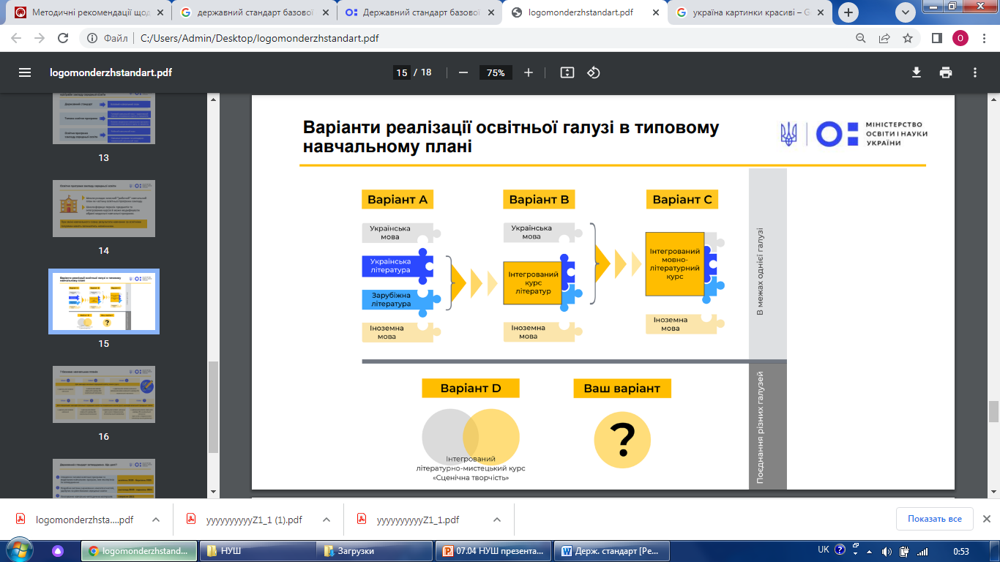 Методичні рекомендації щод
державний стандарт базової
Державний стандарт базово
logomonderzhstandart.pdf
україна картинки красиві – G
Файл
C:/Users/Admin/Desktop/logomonderzhstandart.pdf
O
logomonderzhstandart.pdf
15 / 18
75%
13
14
15
16
Варіанти реалізації освітньої галузі в типовому
навчальному плані
МІНІСТЕРСТВО
ОСВІТИ І НАУКИ
УКРАЇНИ
Варіант A
Українська
мова
Українська
література
Зарубіжна
література
Іноземна
мова
Варіант B
Українська
мова
Інтегрований
курс
літератур
Іноземна
мова
Варіант C
Інтегрований
мовно-
літературний
курс
Іноземна
мова
В межах однієї галузі
Варіант D
Інтегрований
літературно-мистецький курс
«Сценічна творчість»
Ваш варіант
?
Поєднання різних галузей
logomonderzhsta....pdf
yyyyyyyyyyZ1_1 (1).pdf
yyyyyyyyyyZ1_1.pdf
Показать все
logomonderzhstand...
НУШ
Загрузки
07.04 НУШ презента...
Держ. стандарт [Ре...
UK
0:53